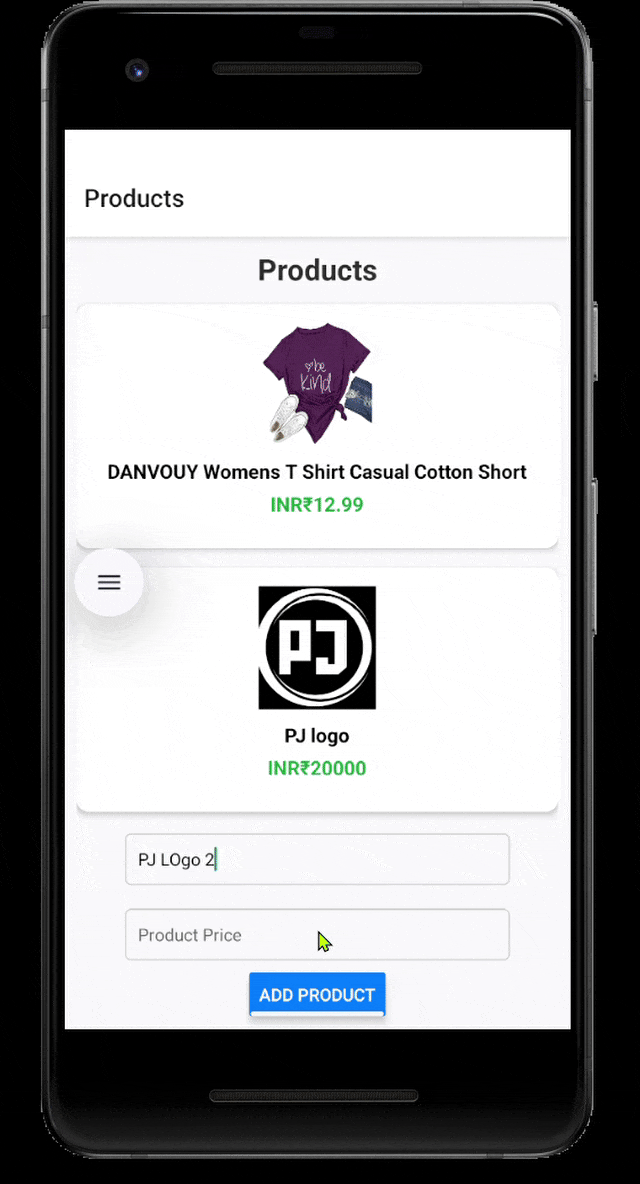 Products
Products
be
kind
DANVOUY Womens T Shirt Casual Cotton Short
INR₹12.99
PJ
PJ logo
INR₹20000
PJ LOgo 2
Product Price
ADD PRODUCT